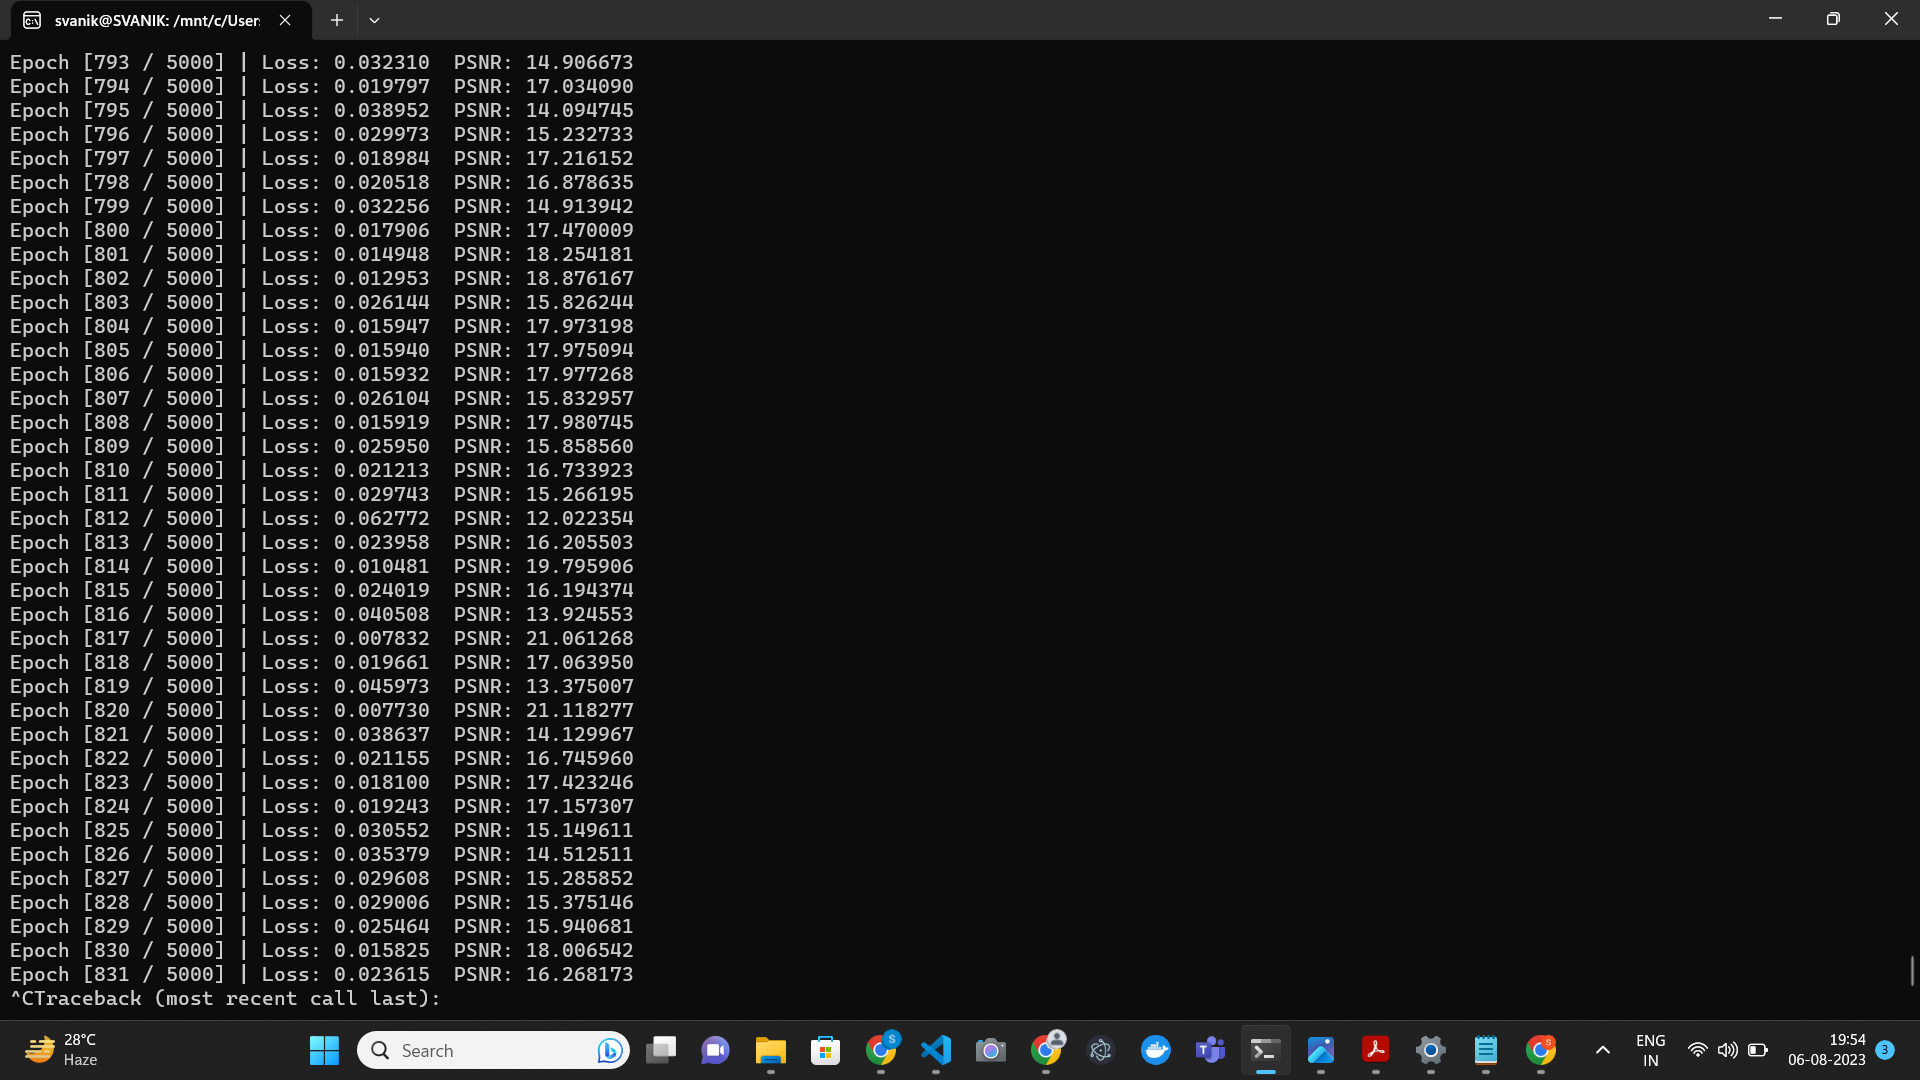 svanik@SVANIK: /mnt/c/User
Epoch [793 / 5000] | Loss: 0.032310  PSNR: 14.906673
Epoch [794 / 5000] | Loss: 0.019797  PSNR: 17.034090
Epoch [795 / 5000] | Loss: 0.038952  PSNR: 14.094745
Epoch [796 / 5000] | Loss: 0.029973  PSNR: 15.232733
Epoch [797 / 5000] | Loss: 0.018984  PSNR: 17.216152
Epoch [798 / 5000] | Loss: 0.020518  PSNR: 16.878635
Epoch [799 / 5000] | Loss: 0.032256  PSNR: 14.913942
Epoch [800 / 5000] | Loss: 0.017906  PSNR: 17.470009
Epoch [801 / 5000] | Loss: 0.014948  PSNR: 18.254181
Epoch [802 / 5000] | Loss: 0.012953  PSNR: 18.876167
Epoch [803 / 5000] | Loss: 0.026144  PSNR: 15.826244
Epoch [804 / 5000] | Loss: 0.015947  PSNR: 17.973198
Epoch [805 / 5000] | Loss: 0.015940  PSNR: 17.975094
Epoch [806 / 5000] | Loss: 0.015932  PSNR: 17.977268
Epoch [807 / 5000] | Loss: 0.026104  PSNR: 15.832957
Epoch [808 / 5000] | Loss: 0.015919  PSNR: 17.980745
Epoch [809 / 5000] | Loss: 0.025950  PSNR: 15.858560
Epoch [810 / 5000] | Loss: 0.021213  PSNR: 16.733923
Epoch [811 / 5000] | Loss: 0.029743  PSNR: 15.266195
Epoch [812 / 5000] | Loss: 0.062772  PSNR: 12.022354
Epoch [813 / 5000] | Loss: 0.023958  PSNR: 16.205503
Epoch [814 / 5000] | Loss: 0.010481  PSNR: 19.795906
Epoch [815 / 5000] | Loss: 0.024019  PSNR: 16.194374
Epoch [816 / 5000] | Loss: 0.040508  PSNR: 13.924553
Epoch [817 / 5000] | Loss: 0.007832  PSNR: 21.061268
Epoch [818 / 5000] | Loss: 0.019661  PSNR: 17.063950
Epoch [819 / 5000] | Loss: 0.045973  PSNR: 13.375007
Epoch [820 / 5000] | Loss: 0.007730  PSNR: 21.118277
Epoch [821 / 5000] | Loss: 0.038637  PSNR: 14.129967
Epoch [822 / 5000] | Loss: 0.021155  PSNR: 16.745960
Epoch [823 / 5000] | Loss: 0.018100  PSNR: 17.423246
Epoch [824 / 5000] | Loss: 0.019243  PSNR: 17.157307
Epoch [825 / 5000] | Loss: 0.030552  PSNR: 15.149611
Epoch [826 / 5000] | Loss: 0.035379  PSNR: 14.512511
Epoch [827 / 5000] | Loss: 0.029608  PSNR: 15.285852
Epoch [828 / 5000] | Loss: 0.029006  PSNR: 15.375146
Epoch [829 / 5000] | Loss: 0.025464  PSNR: 15.940681
Epoch [830 / 5000] | Loss: 0.015825  PSNR: 18.006542
Epoch [831 / 5000] | Loss: 0.023615  PSNR: 16.268173
^CTraceback (most recent call last):
28°C
Haze
Search
ENG
IN
19:54
06-08-2023
3